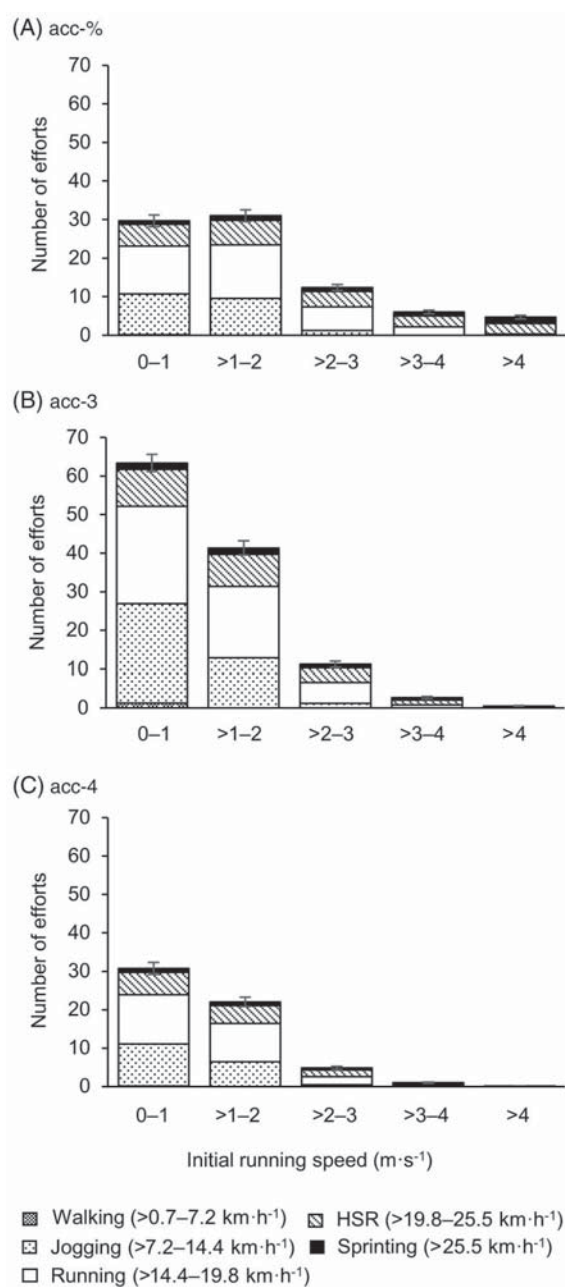 (A) acc-%
70
60
50
40
30
20
10
0
Number of efforts
0–1 >1–2 >2–3 >3–4 >4
(B) acc-3
70
60
50
40
30
20
10
0
Number of efforts
0–1 >1–2 >2–3 >3–4 >4
(C) acc-4
70
60
50
40
30
20
10
0
Number of efforts
0–1 >1–2 >2–3 >3–4 >4
Initial running speed (m·s⁻¹)
Walking (>0.7–7.2 km·h⁻¹) HSR (>19.8–25.5 km·h⁻¹)
Jogging (>7.2–14.4 km·h⁻¹) Sprinting (>25.5 km·h⁻¹)
Running (>14.4–19.8 km·h⁻¹)